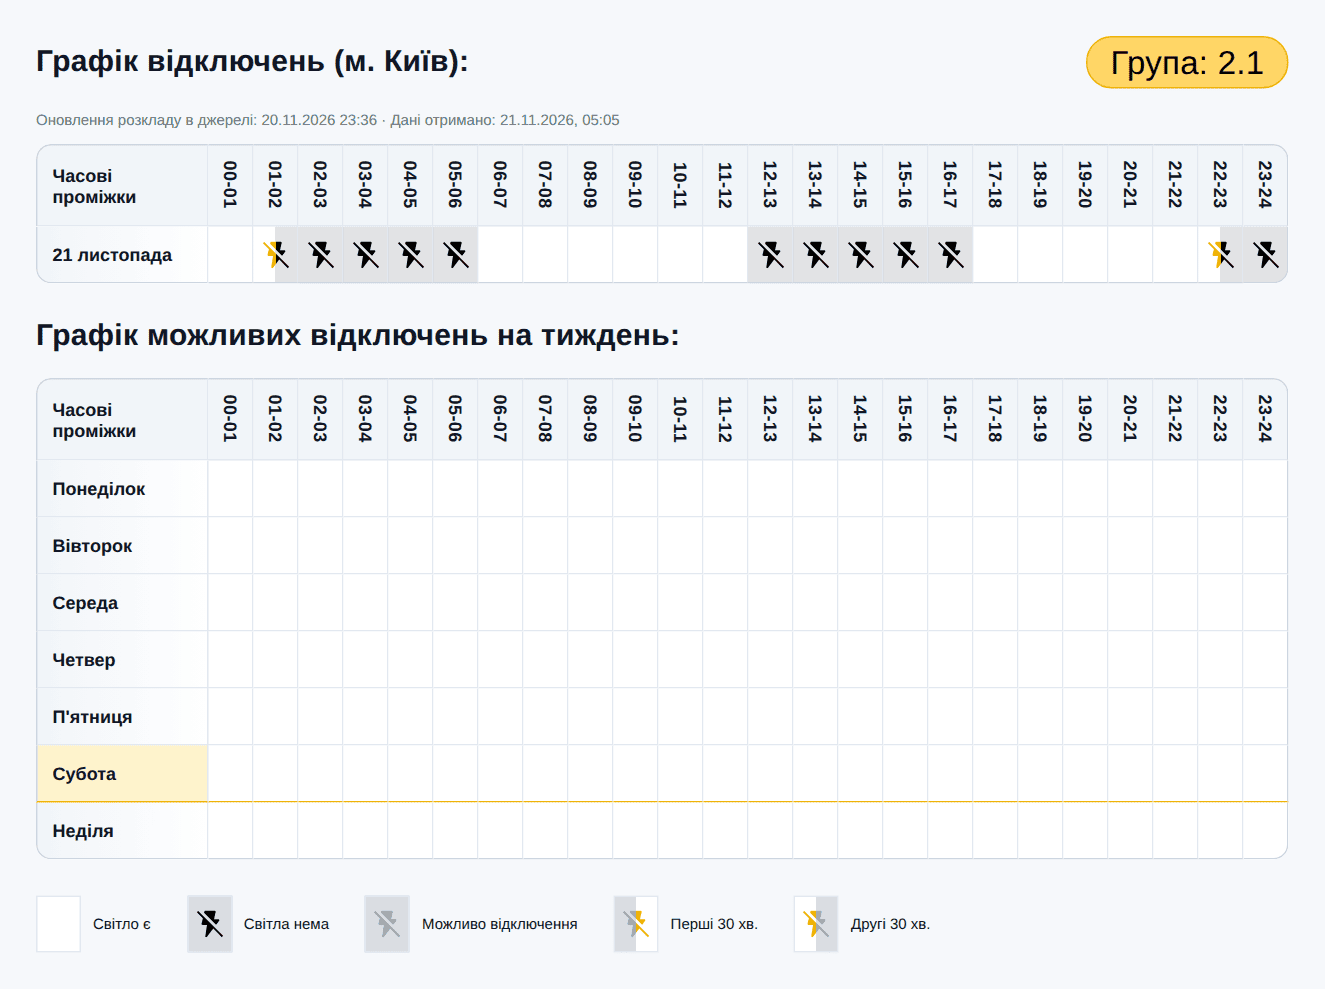 Графік відключень (м. Київ):
Група: 2.1
Оновлення розкладу в джерелі: 20.11.2026 23:36 · Дані отримано: 21.11.2026, 05:05
Часові проміжки 00-01 01-02 02-03 03-04 04-05 05-06 06-07 07-08 08-09 09-10 10-11 11-12 12-13 13-14 14-15 15-16 16-17 17-18 18-19 19-20 20-21 21-22 22-23 23-24
21 листопада
Графік можливих відключень на тиждень:
Часові проміжки 00-01 01-02 02-03 03-04 04-05 05-06 06-07 07-08 08-09 09-10 10-11 11-12 12-13 13-14 14-15 15-16 16-17 17-18 18-19 19-20 20-21 21-22 22-23 23-24
Понеділок
Вівторок
Середа
Четвер
П'ятниця
Субота
Неділя
Світло є Світла нема Можливо відключення Перші 30 хв. Другі 30 хв.